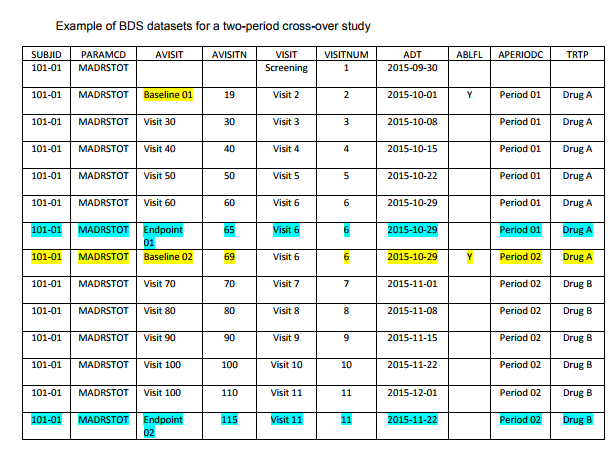 Example of BDS datasets for a two-period cross-over study
SUBJID PARAMCD AVISIT AVISITN VISIT VISITNUM ADT ABLFL APERIODC TRTP
101-01 MADRSTOT Screening 1 2015-09-30
101-01 MADRSTOT Baseline 01 19 Visit 2 2 2015-10-01 Y Period 01 Drug A
101-01 MADRSTOT Visit 30 30 Visit 3 3 2015-10-08 Period 01 Drug A
101-01 MADRSTOT Visit 40 40 Visit 4 4 2015-10-15 Period 01 Drug A
101-01 MADRSTOT Visit 50 50 Visit 5 5 2015-10-22 Period 01 Drug A
101-01 MADRSTOT Visit 60 60 Visit 6 6 2015-10-29 Period 01 Drug A
101-01 MADRSTOT Endpoint 65 Visit 6 6 2015-10-29 Period 01 Drug A
01
101-01 MADRSTOT Baseline 02 69 Visit 6 6 2015-10-29 Y Period 02 Drug A
101-01 MADRSTOT Visit 70 70 Visit 7 7 2015-11-01 Period 02 Drug B
101-01 MADRSTOT Visit 80 80 Visit 8 8 2015-11-08 Period 02 Drug B
101-01 MADRSTOT Visit 90 90 Visit 9 9 2015-11-15 Period 02 Drug B
101-01 MADRSTOT Visit 100 100 Visit 10 10 2015-11-22 Period 02 Drug B
101-01 MADRSTOT Visit 100 110 Visit 11 11 2015-12-01 Period 02 Drug B
101-01 MADRSTOT Endpoint 115 Visit 11 11 2015-11-22 Period 02 Drug B
02